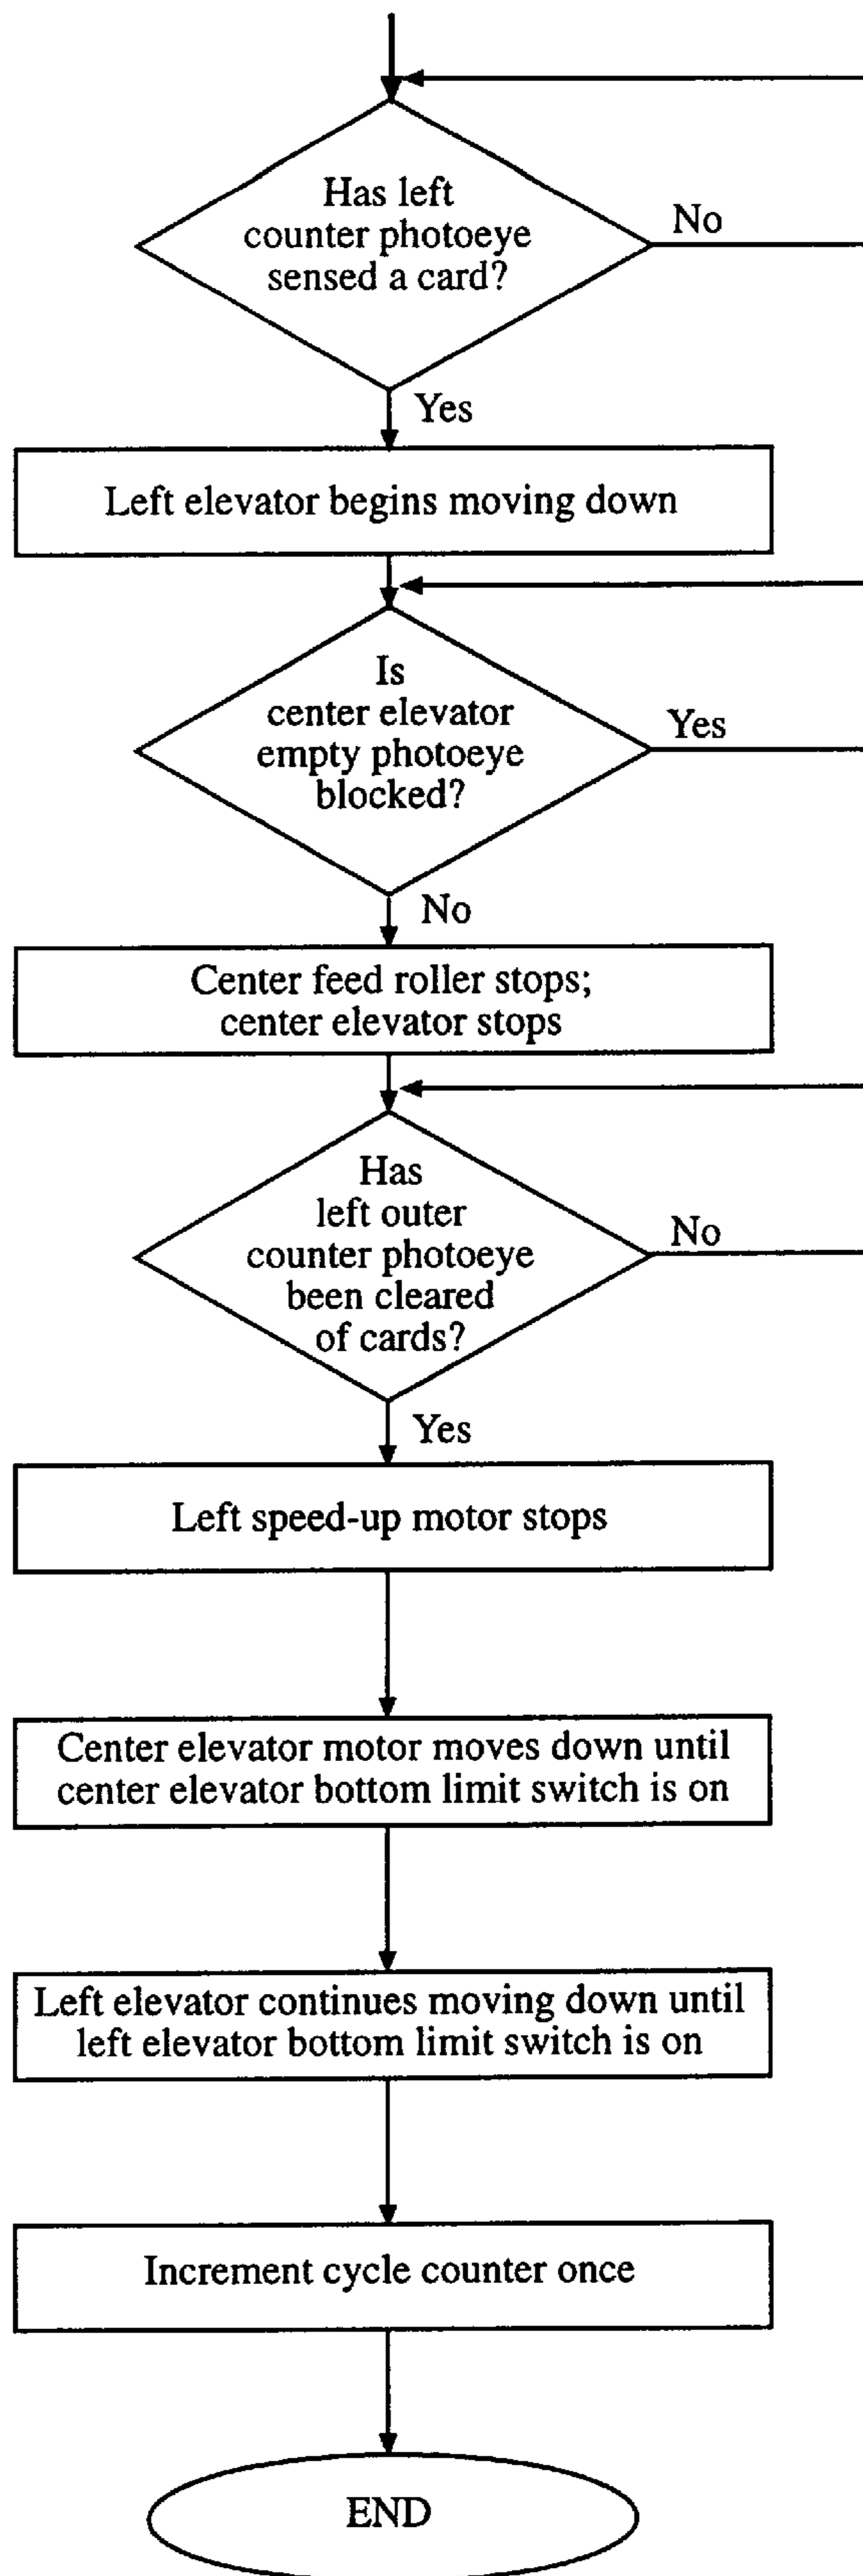 Has left
counter photoeye
sensed a card?
No
Yes
Left elevator begins moving down
Is
center elevator
empty photoeye
blocked?
Yes
No
Center feed roller stops;
center elevator stops
Has
left outer
counter photoeye
been cleared
of cards?
No
Yes
Left speed-up motor stops
Center elevator motor moves down until
center elevator bottom limit switch is on
Left elevator continues moving down until
left elevator bottom limit switch is on
Increment cycle counter once
END